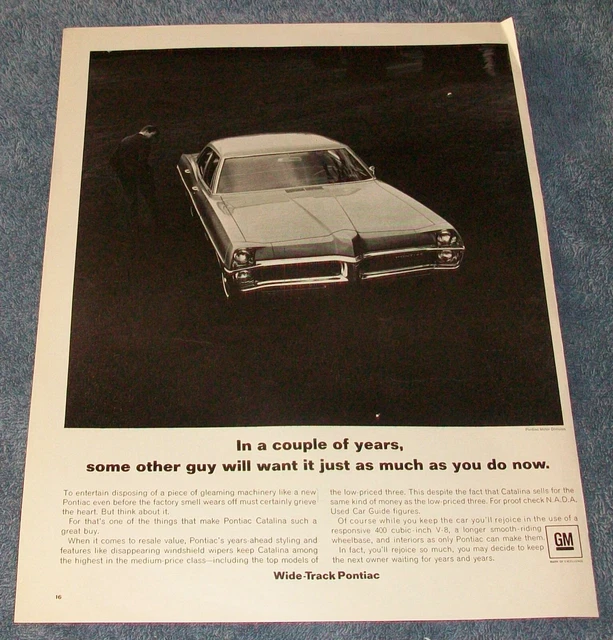 In a couple of years,
some other guy will want it just as much as you do now.
To entertain disposing of a piece of gleaming machinery like a new
Pontiac even before the factory smell wears off must certainly grieve
the heart. But think about it.
For that's one of the things that make Pontiac Catalina such a
great buy.
When it comes to resale value, Pontiac's years-ahead styling and
features like disappearing windshield wipers keep Catalina among
the highest in the medium-price class—including the top models of
the low-priced three. This despite the fact that Catalina sells for the
same kind of money as the low-priced three. For proof check N.A.D.A.
Used Car Guide figures.
Of course while you keep the car you'll rejoice in the use of a
responsive 400 cubic inch V-8, a longer smooth-riding
wheelbase, and interiors as only Pontiac can make them.
In fact, you'll rejoice so much, you may decide to keep
the next owner waiting for years and years.
GM
Wide-Track Pontiac
16